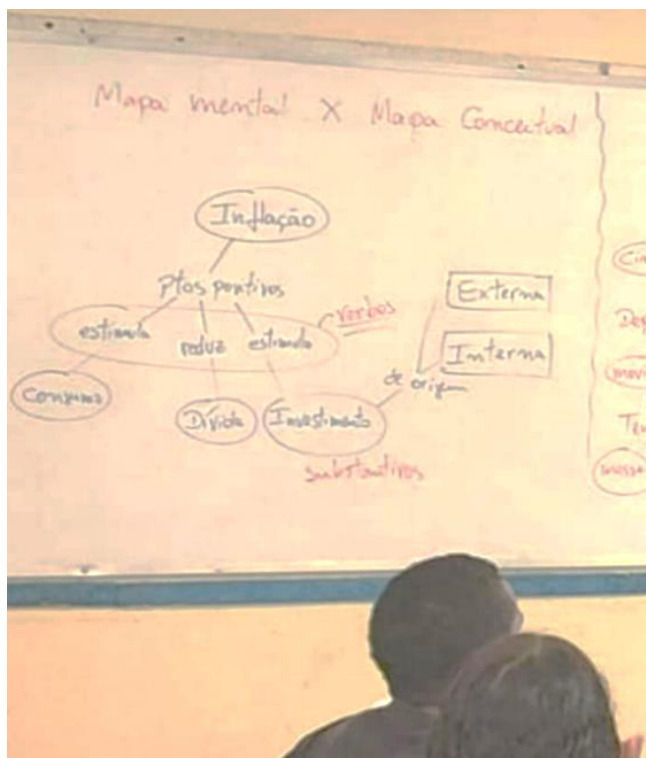 Mapa mental X Mapa Conceitual
Inflação
Ptos positivos
Externa
verbos
estimula reduz estimula
Interna
de origem
Consumo
Dívida
Investimento
substantivos